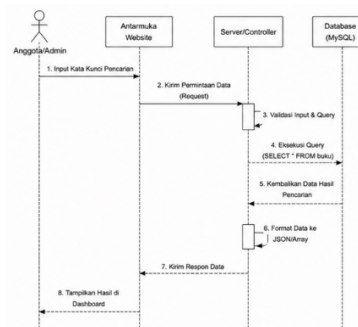 Anggota/Admin
Antarmuka
Website
Server/Controller
Database
(MySQL)
1. Input Kata Kunci Pencarian
2. Kirim Permintaan Data
(Request)
3. Validasi Input & Query
4. Eksekusi Query
(SELECT * FROM buku)
5. Kembalikan Data Hasil
Pencarian
6. Format Data ke
JSON/Array
7. Kirim Respon Data
8. Tampilkan Hasil di
Dashboard